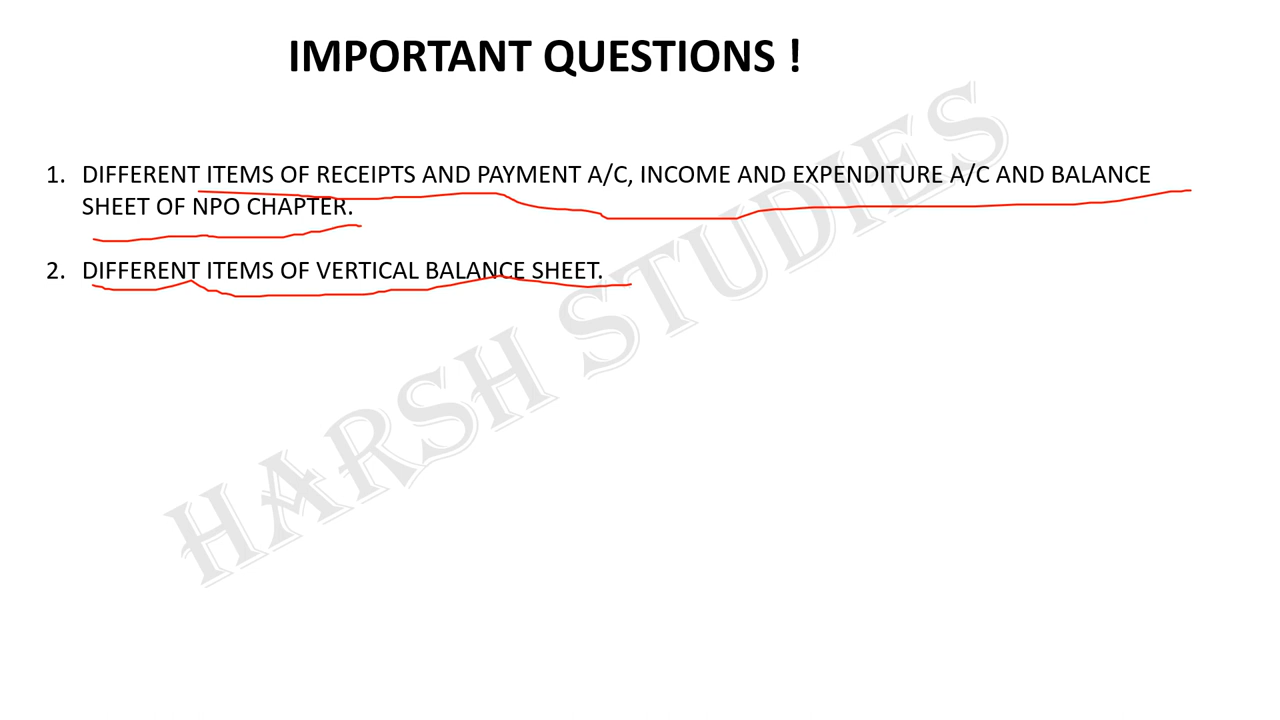 IMPORTANT QUESTIONS !
1. DIFFERENT ITEMS OF RECEIPTS AND PAYMENT A/C, INCOME AND EXPENDITURE A/C AND BALANCE
SHEET OF NPO CHAPTER.
2. DIFFERENT ITEMS OF VERTICAL BALANCE SHEET.
HARSH STUDIES